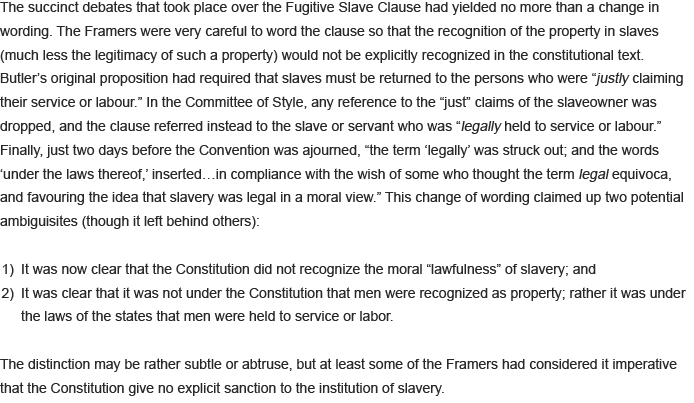 The succinct debates that took place over the Fugitive Slave Clause had yielded no more than a change in
wording. The Framers were very careful to word the clause so that the recognition of the property in slaves
(much less the legitimacy of such a property) would not be explicitly recognized in the constitutional text.
Butler's original proposition had required that slaves must be returned to the persons who were “justly claiming
their service or labour.” In the Committee of Style, any reference to the “just” claims of the slaveowner was
dropped, and the clause referred instead to the slave or servant who was “legally held to service or labour.”
Finally, just two days before the Convention was ajourned, “the term ‘legally’ was struck out; and the words
‘under the laws thereof,’ inserted…in compliance with the wish of some who thought the term legal equivoca,
and favouring the idea that slavery was legal in a moral view.” This change of wording claimed up two potential
ambiguisites (though it left behind others):
1) It was now clear that the Constitution did not recognize the moral “lawfulness” of slavery; and
2) It was clear that it was not under the Constitution that men were recognized as property; rather it was under
the laws of the states that men were held to service or labor.
The distinction may be rather subtle or abtruse, but at least some of the Framers had considered it imperative
that the Constitution give no explicit sanction to the institution of slavery.